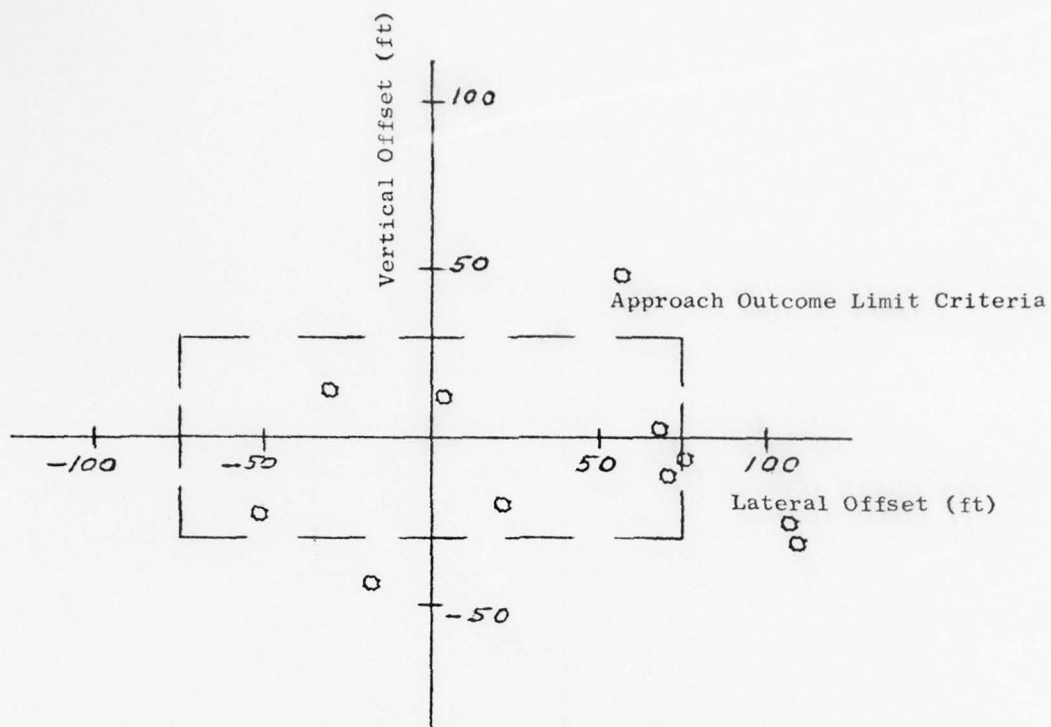 Vertical Offset (ft)
100
50
Approach Outcome Limit Criteria
-100
-50
50
100
Lateral Offset (ft)
-50